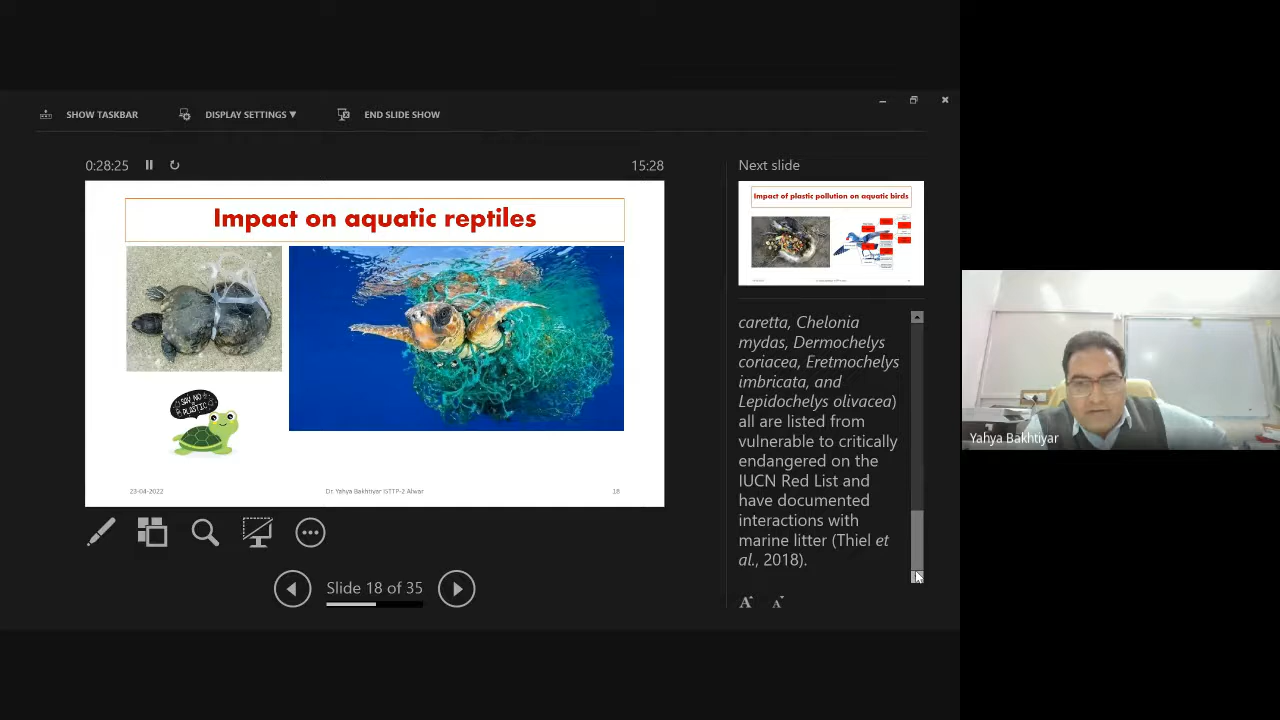 SHOW TASKBAR
DISPLAY SETTINGS ▼
END SLIDE SHOW
0:28:25
15:28
Next slide
Impact on aquatic reptiles
SAY NO
PLASTIC
23-04-2022
Dr. Yahya Bakhtiyar ISTTP-2 Alwar
18
Impact of plastic pollution on aquatic birds
caretta, Chelonia
mydas, Dermochelys
coriacea, Eretmochelys
imbricata, and
Lepidochelys olivacea)
all are listed from
vulnerable to critically
endangered on the
IUCN Red List and
have documented
interactions with
marine litter (Thiel et
al., 2018).
Slide 18 of 35
A A
Yahya Bakhtiyar